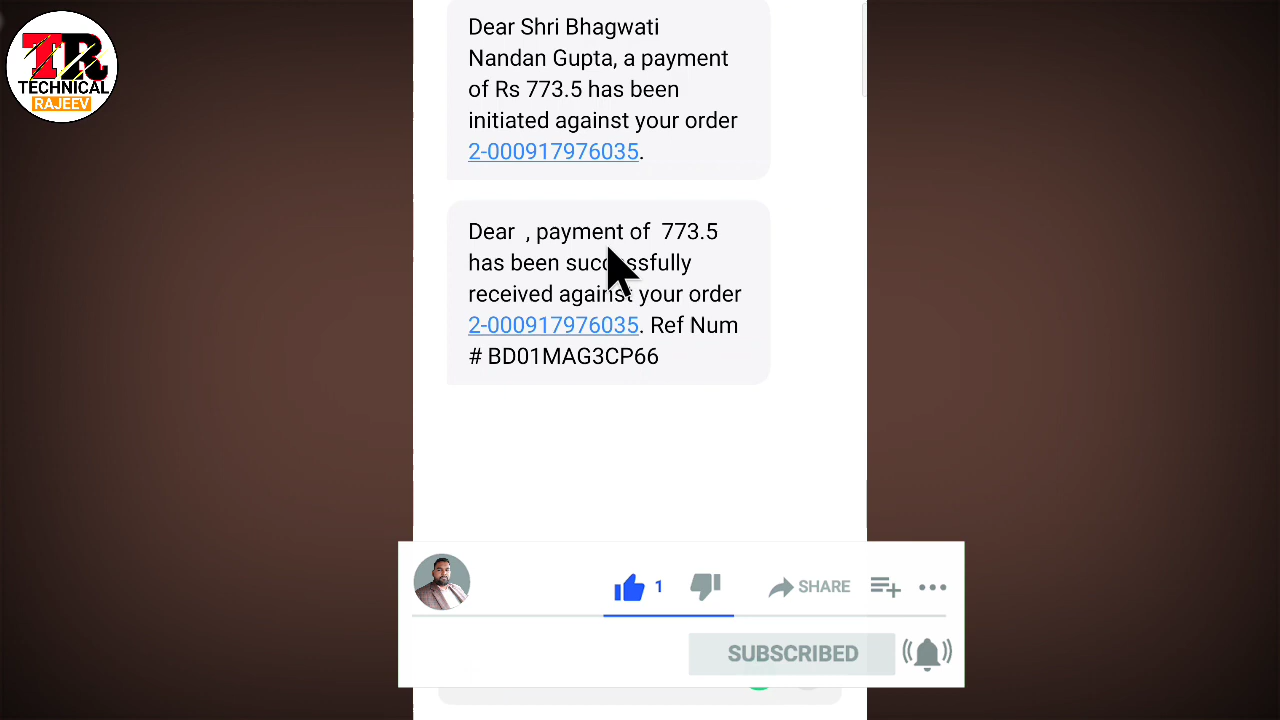 TR
TECHNICAL
RAJEEV
Dear Shri Bhagwati
Nandan Gupta, a payment
of Rs 773.5 has been
initiated against your order
2-000917976035.
Dear , payment of 773.5
has been successfully
received against your order
2-000917976035. Ref Num
# BD01MAG3CP66
1
SHARE
SUBSCRIBED